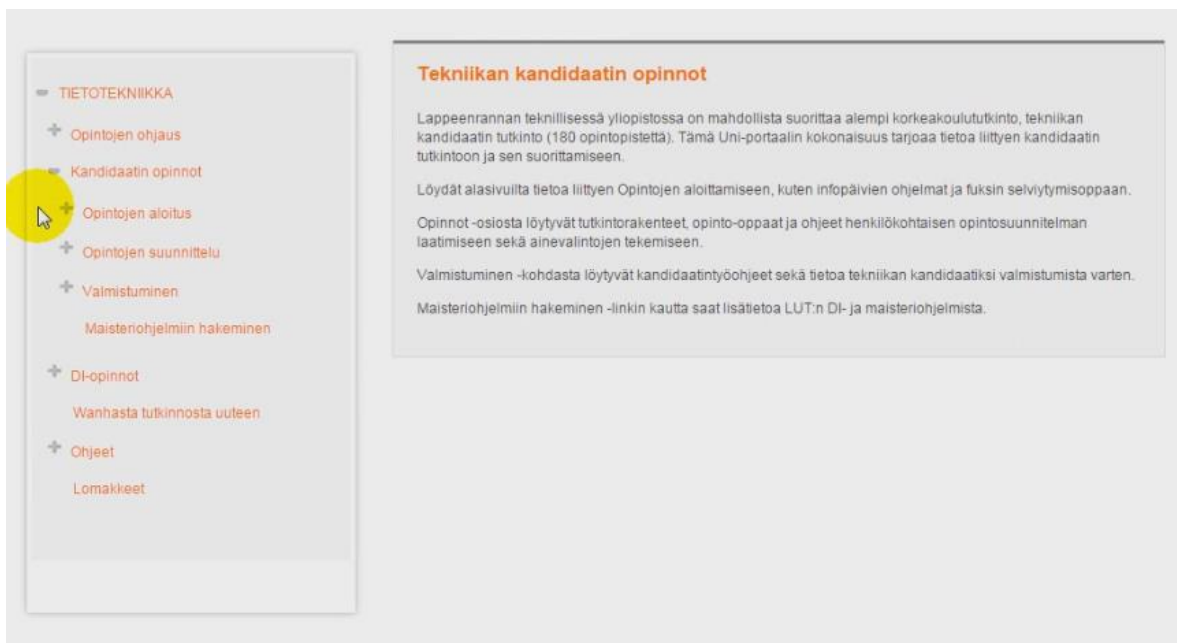 TIETOTEKNIIKKA
Opintojen ohjaus
Kandidaatin opinnot
Opintojen aloitus
Opintojen suunnittelu
Valmistuminen
Maisteriohjelmiin hakeminen
DI-opinnot
Wanhasta tutkinnosta uuteen
Ohjeet
Lomakkeet
Tekniikan kandidaatin opinnot
Lappeenrannan teknillisessä yliopistossa on mahdollista suorittaa alempi korkeakoulututkinto, tekniikan
kandidaatin tutkinto (180 opintopistettä). Tämä Uni-portaalin kokonaisuus tarjoaa tietoa liittyen kandidaatin
tutkintoon ja sen suorittamiseen.
Löydät alasivuilta tietoa liittyen Opintojen aloittamiseen, kuten infopäivien ohjelmat ja fuksin selviytymisoppaan.
Opinnot -osiosta löytyvät tutkintorakenteet, opinto-oppaat ja ohjeet henkilökohtaisen opintosuunnitelman
laatimiseen sekä ainevalintojen tekemiseen.
Valmistuminen -kohdasta löytyvät kandidaatintyöohjeet sekä tietoa tekniikan kandidaatiksi valmistumista varten.
Maisteriohjelmiin hakeminen -linkin kautta saat lisätietoa LUT:n DI- ja maisteriohjelmista.